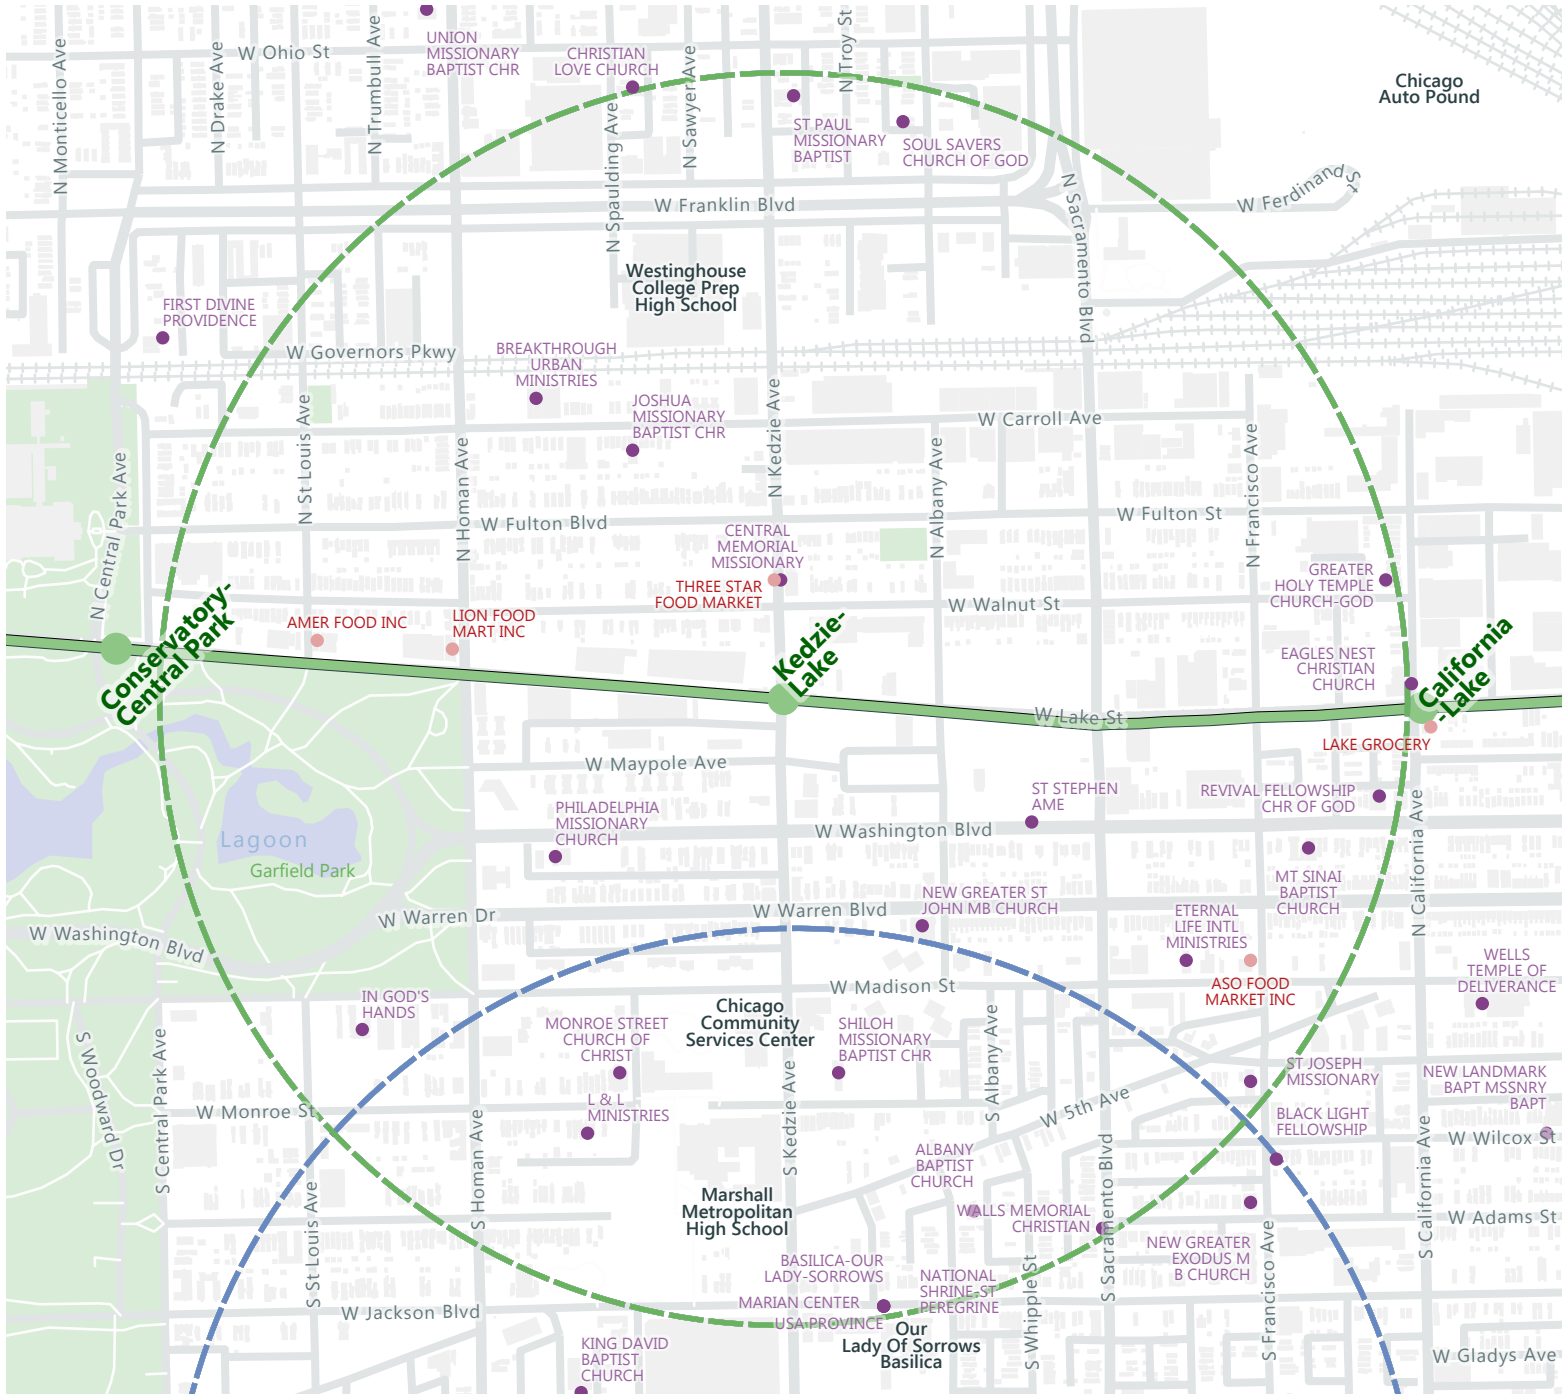 UNION
MISSIONARY
BAPTIST CHR
CHRISTIAN
LOVE CHURCH
W Ohio St
N Monticello Ave
N Drake Ave
N Trumbull Ave
N Spaulding Ave
N Sawyer Ave
N Troy St
Chicago
Auto Pound
ST PAUL
MISSIONARY
BAPTIST
SOUL SAVERS
CHURCH OF GOD
W Franklin Blvd
N Sacramento Blvd
W Ferdinand St
Westinghouse
College Prep
High School
FIRST DIVINE
PROVIDENCE
W Governors Pkwy
BREAKTHROUGH
URBAN
MINISTRIES
JOSHUA
MISSIONARY
BAPTIST CHR
N Kedzie Ave
W Carroll Ave
N St Louis Ave
N Homan Ave
N Albany Ave
N Francisco Ave
N Central Park Ave
W Fulton Blvd
W Fulton St
CENTRAL
MEMORIAL
MISSIONARY
THREE STAR
FOOD MARKET
GREATER
HOLY TEMPLE
CHURCH-GOD
W Walnut St
AMER FOOD INC
LION FOOD
MART INC
Conservatory-
Central Park
Kedzie-
Lake
California
-Lake
EAGLES NEST
CHRISTIAN
CHURCH
W Lake St
LAKE GROCERY
W Maypole Ave
ST STEPHEN
AME
REVIVAL FELLOWSHIP
CHR OF GOD
PHILADELPHIA
MISSIONARY
CHURCH
W Washington Blvd
Lagoon
Garfield Park
MT SINAI
BAPTIST
CHURCH
N California Ave
NEW GREATER ST
JOHN MB CHURCH
W Warren Dr
W Warren Blvd
ETERNAL
LIFE INTL
MINISTRIES
W Washington Blvd
WELLS
TEMPLE OF
DELIVERANCE
ASO FOOD
MARKET INC
W Madison St
IN GOD'S
HANDS
Chicago
Community
Services Center
MONROE STREET
CHURCH OF
CHRIST
SHILOH
MISSIONARY
BAPTIST CHR
S Woodward Dr
S Central Park Ave
S Kedzie Ave
S Albany Ave
ST JOSEPH
MISSIONARY
NEW LANDMARK
BAPT MSSNRY
BAPT
L & L
MINISTRIES
W Monroe St
W 5th Ave
BLACK LIGHT
FELLOWSHIP
W Wilcox St
ALBANY
BAPTIST
CHURCH
S Homan Ave
S St Louis Ave
Marshall
Metropolitan
High School
WALLS MEMORIAL
CHRISTIAN
S Sacramento Blvd
S California Ave
W Adams St
NEW GREATER
EXODUS M
B CHURCH
S Francisco Ave
BASILICA-OUR
LADY-SORROWS
NATIONAL
SHRINE-ST
PEREGRINE
S Whipple St
MARIAN CENTER
USA PROVINCE
W Jackson Blvd
Our
Lady Of Sorrows
Basilica
KING DAVID
BAPTIST
CHURCH
W Gladys Ave